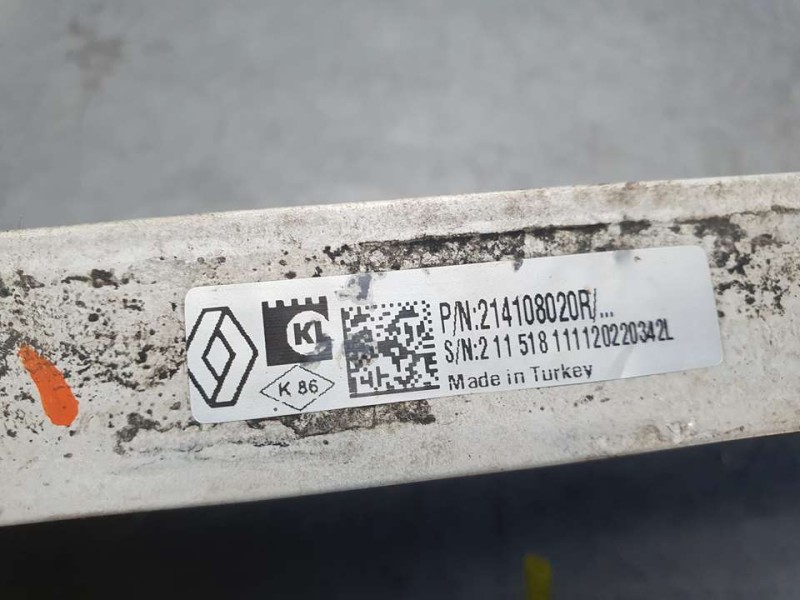 KL
K 86
P/N:214108020R/...
S/N:2 11 518 111120220342L
Made in Turkey